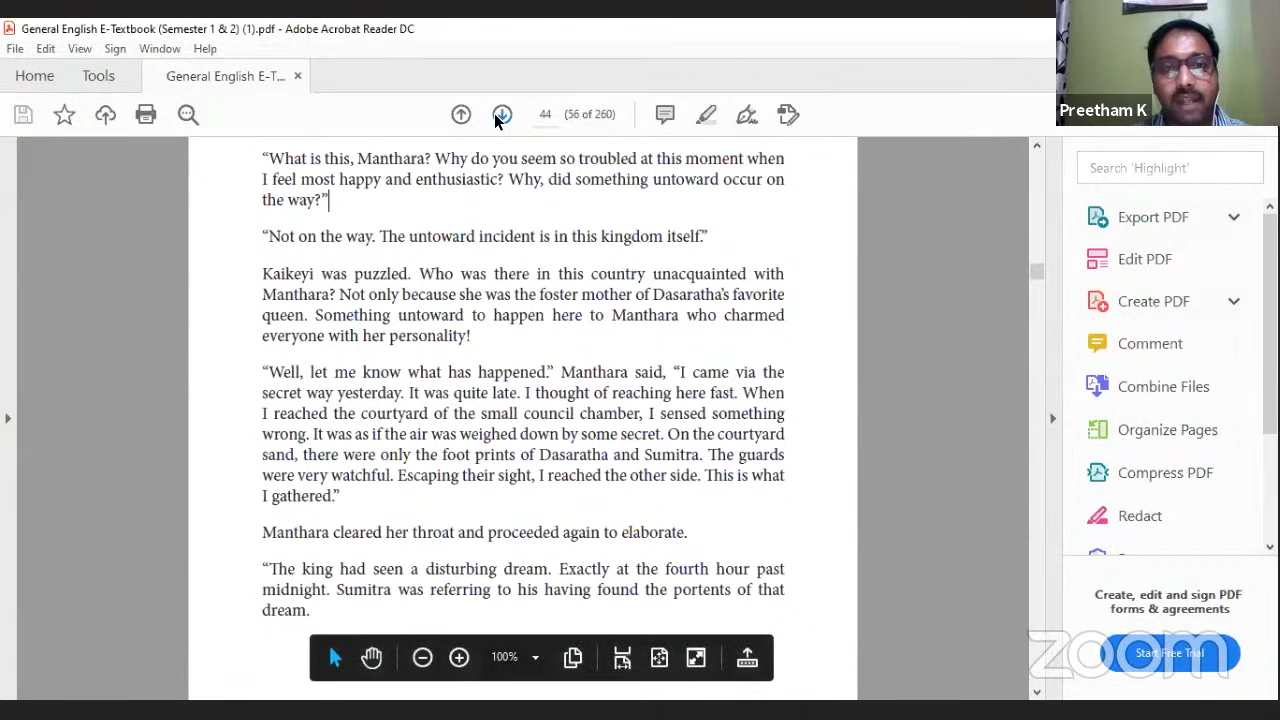 General English E-Textbook (Semester 1 & 2) (1).pdf - Adobe Acrobat Reader DC
File Edit View Sign Window Help
Home Tools General English E-T... ×
44 (56 of 260)
Preetham K
“What is this, Manthara? Why do you seem so troubled at this moment when
I feel most happy and enthusiastic? Why, did something untoward occur on
the way?”
“Not on the way. The untoward incident is in this kingdom itself.”
Kaikeyi was puzzled. Who was there in this country unacquainted with
Manthara? Not only because she was the foster mother of Dasaratha’s favorite
queen. Something untoward to happen here to Manthara who charmed
everyone with her personality!
“Well, let me know what has happened.” Manthara said, “I came via the
secret way yesterday. It was quite late. I thought of reaching here fast. When
I reached the courtyard of the small council chamber, I sensed something
wrong. It was as if the air was weighed down by some secret. On the courtyard
sand, there were only the foot prints of Dasaratha and Sumitra. The guards
were very watchful. Escaping their sight, I reached the other side. This is what
I gathered.”
Manthara cleared her throat and proceeded again to elaborate.
“The king had seen a disturbing dream. Exactly at the fourth hour past
midnight. Sumitra was referring to his having found the portents of that
dream.
100%
Search 'Highlight'
Export PDF
Edit PDF
Create PDF
Comment
Combine Files
Organize Pages
Compress PDF
Redact
Create, edit and sign PDF
forms & agreements
Start Free Trial
zoom